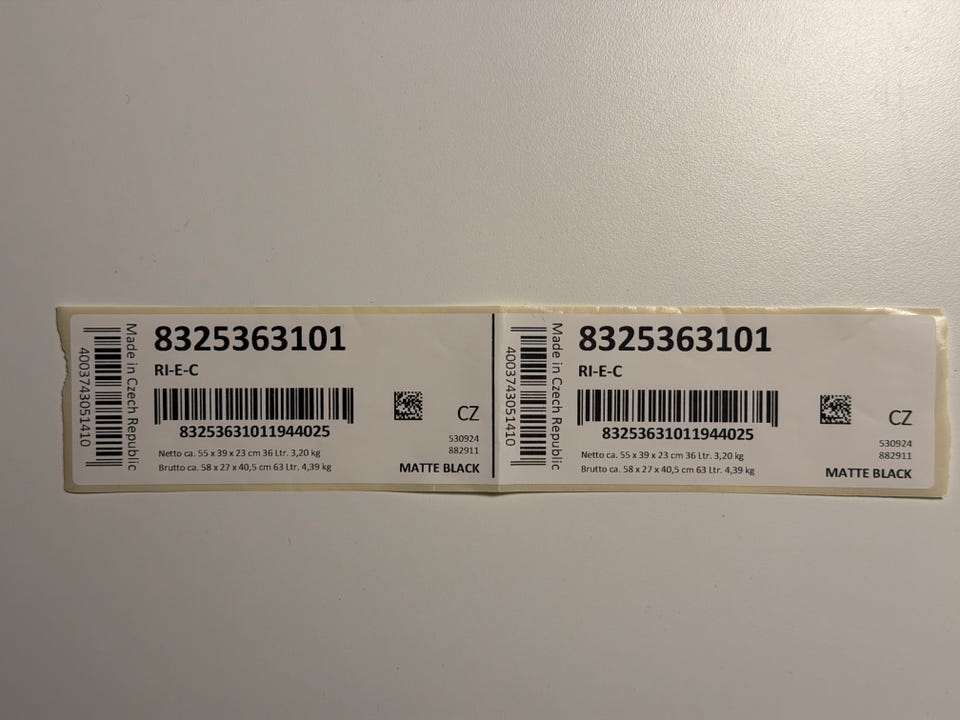 Made in Czech Republic
4003743051410
8325363101
RI-E-C
83253631011944025
Netto ca. 55 x 39 x 23 cm 36 Ltr. 3,20 kg
Brutto ca. 58 x 27 x 40,5 cm 63 Ltr. 4,39 kg
CZ
530924
882911
MATTE BLACK
Made in Czech Republic
4003743051410
8325363101
RI-E-C
83253631011944025
Netto ca. 55 x 39 x 23 cm 36 Ltr. 3,20 kg
Brutto ca. 58 x 27 x 40,5 cm 63 Ltr. 4,39 kg
CZ
530924
882911
MATTE BLACK